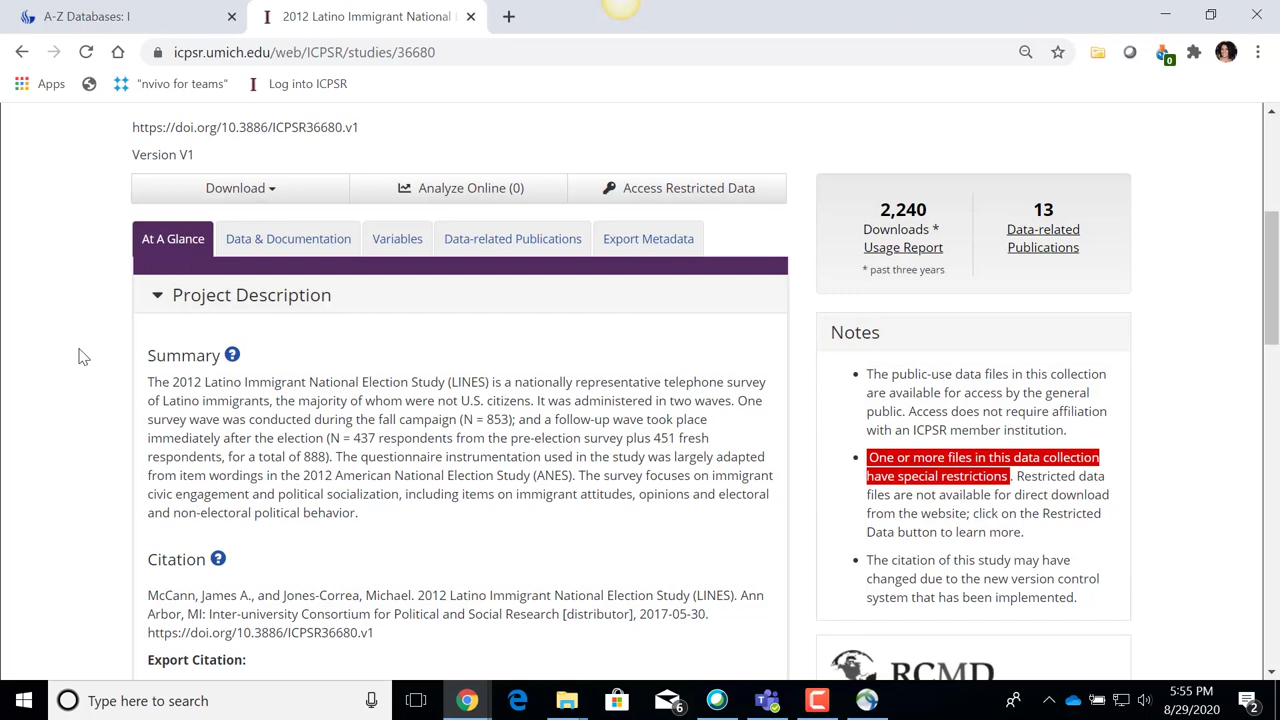 A-Z Databases: I
2012 Latino Immigrant National
icpsr.umich.edu/web/ICPSR/studies/36680
0
Apps
"nvivo for teams"
Log into ICPSR
https://doi.org/10.3886/ICPSR36680.v1
Version V1
Download
Analyze Online (0)
Access Restricted Data
At A Glance
Data & Documentation
Variables
Data-related Publications
Export Metadata
Project Description
Summary ?
The 2012 Latino Immigrant National Election Study (LINES) is a nationally representative telephone survey
of Latino immigrants, the majority of whom were not U.S. citizens. It was administered in two waves. One
survey wave was conducted during the fall campaign (N = 853); and a follow-up wave took place
immediately after the election (N = 437 respondents from the pre-election survey plus 451 fresh
respondents, for a total of 888). The questionnaire instrumentation used in the study was largely adapted
from item wordings in the 2012 American National Election Study (ANES). The survey focuses on immigrant
civic engagement and political socialization, including items on immigrant attitudes, opinions and electoral
and non-electoral political behavior.
Citation ?
McCann, James A., and Jones-Correa, Michael. 2012 Latino Immigrant National Election Study (LINES). Ann
Arbor, MI: Inter-university Consortium for Political and Social Research [distributor], 2017-05-30.
https://doi.org/10.3886/ICPSR36680.v1
Export Citation:
2,240
Downloads *
Usage Report
* past three years
13
Data-related
Publications
Notes
• The public-use data files in this collection
are available for access by the general
public. Access does not require affiliation
with an ICPSR member institution.
• One or more files in this data collection
have special restrictions . Restricted data
files are not available for direct download
from the website; click on the Restricted
Data button to learn more.
• The citation of this study may have
changed due to the new version control
system that has been implemented.
RCMD
Type here to search
6
5:55 PM
8/29/2020
2